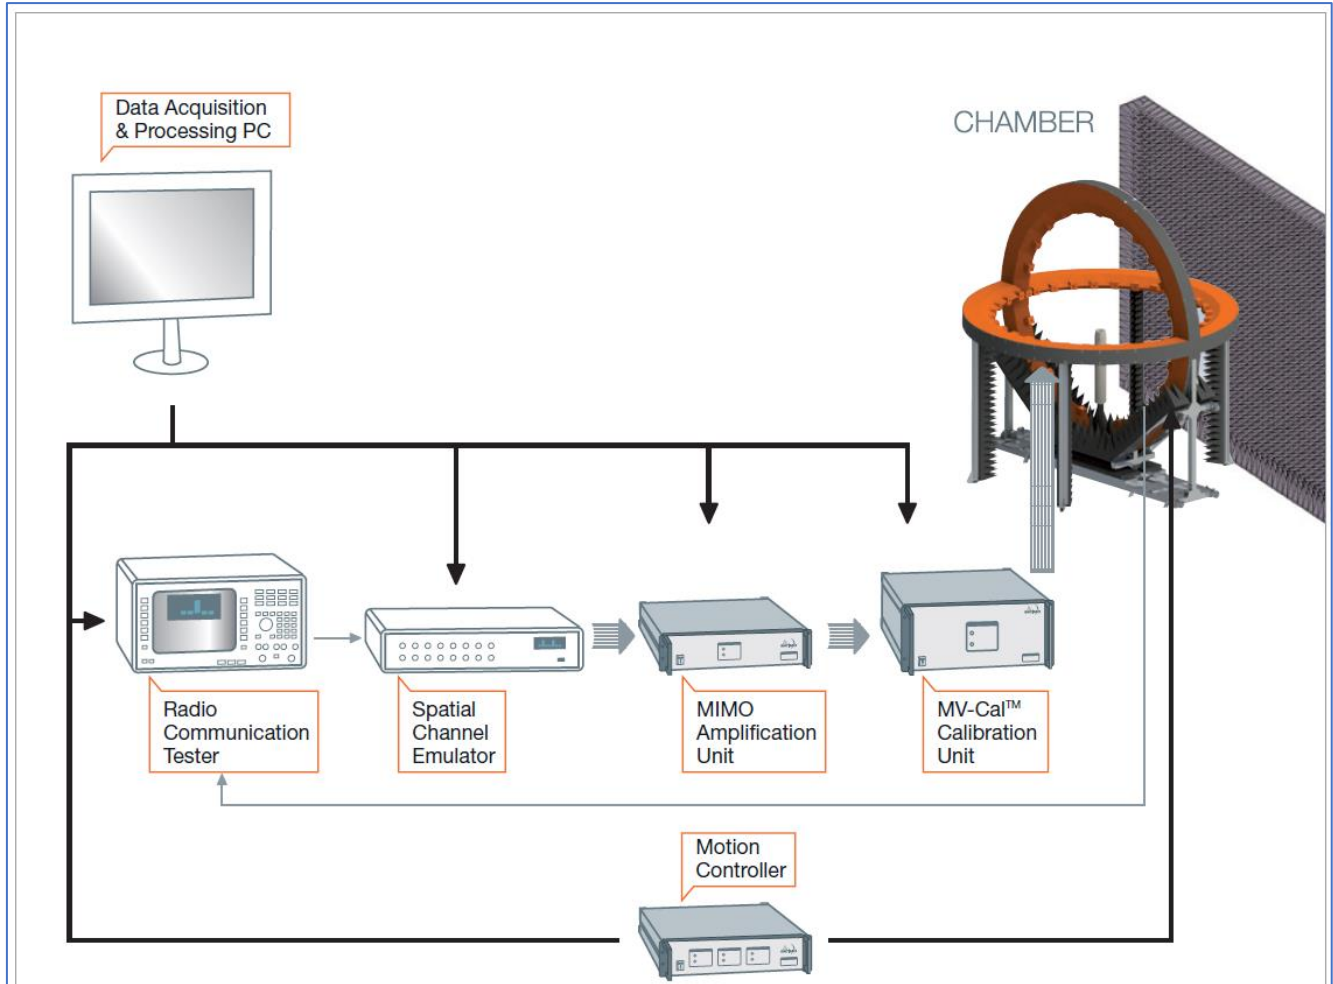 Data Acquisition
& Processing PC
CHAMBER
Radio
Communication
Tester
Spatial
Channel
Emulator
MIMO
Amplification
Unit
MV-Cal™
Calibration
Unit
Motion
Controller